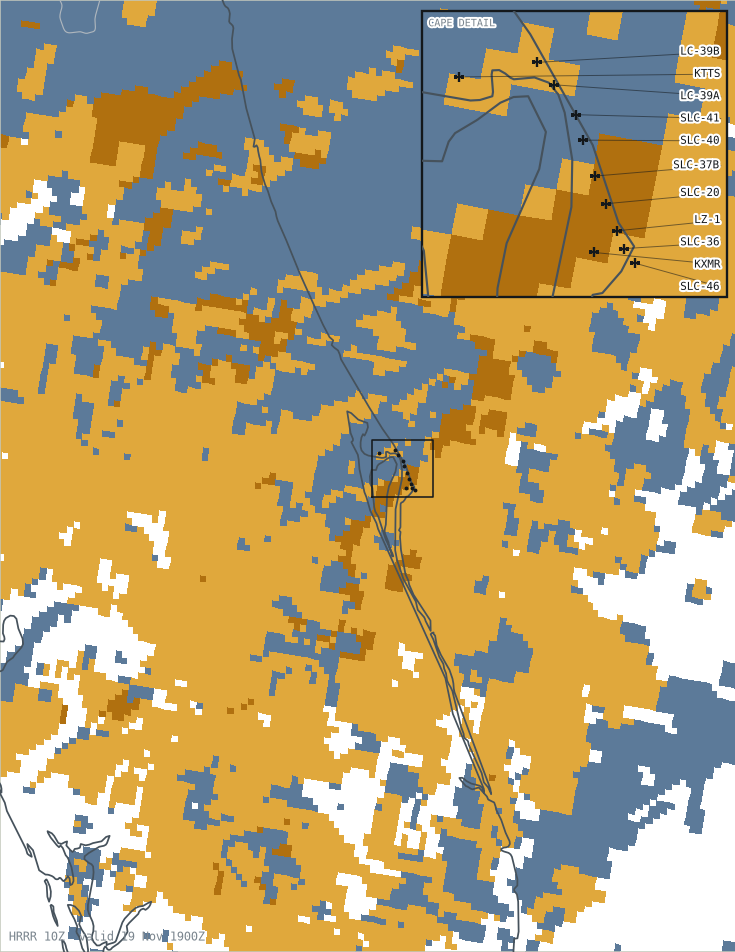 CAPE DETAIL
LC-39B
KTTS
LC-39A
SLC-41
SLC-40
SLC-37B
SLC-20
LZ-1
SLC-36
KXMR
SLC-46
HRRR 10Z  Valid 19 Nov 1900Z